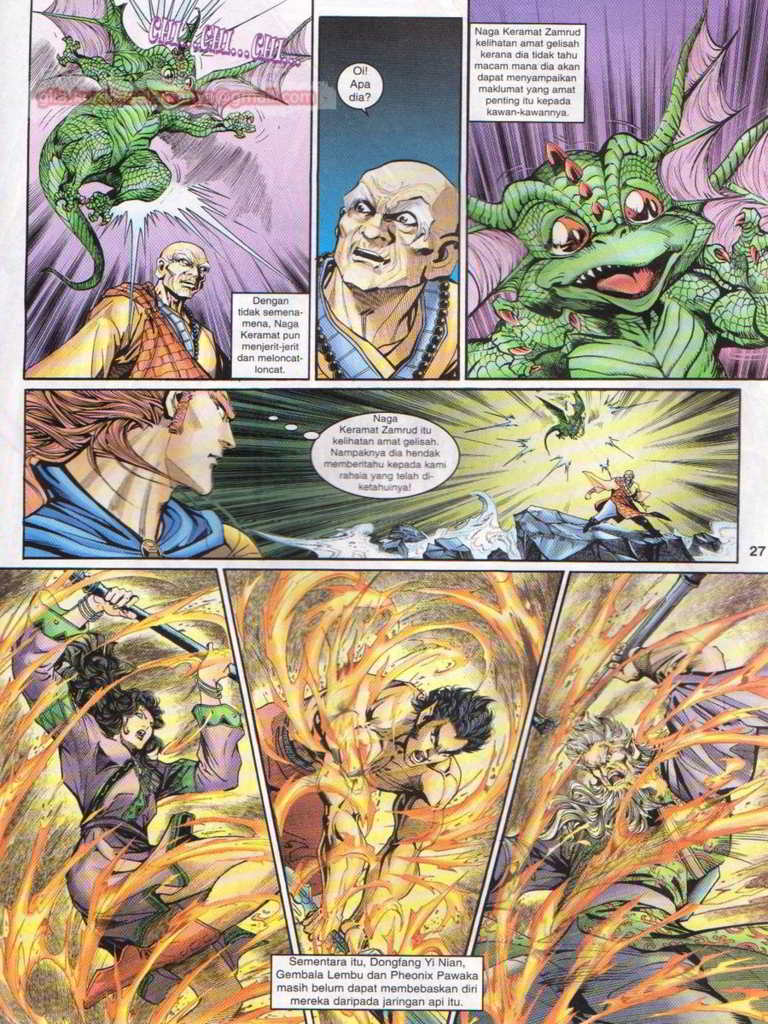 CHI...CHI...CHI...
Dengan
tidak semena-
mena, Naga
Keramat pun
menjerit-jerit
dan meloncat-
loncat.
Oi!
Apa
dia?
Naga Keramat Zamrud
kelihatan amat gelisah
kerana dia tidak tahu
macam mana dia akan
dapat menyampaikan
maklumat yang amat
penting itu kepada
kawan-kawannya.
Naga
Keramat Zamrud itu
kelihatan amat gelisah.
Nampaknya dia hendak
memberitahu kepada kami
rahsia yang telah di-
ketahuinya!
27
Sementara itu, Dongfang Yi Nian,
Gembala Lembu dan Pheonix Pawaka
masih belum dapat membebaskan diri
mereka daripada jaringan api itu.